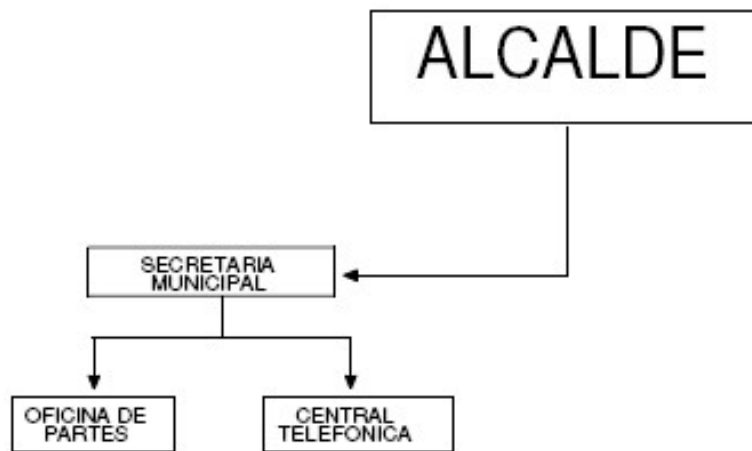 ALCALDE
SECRETARIA
MUNICIPAL
OFICINA DE
PARTES
CENTRAL
TELEFONICA